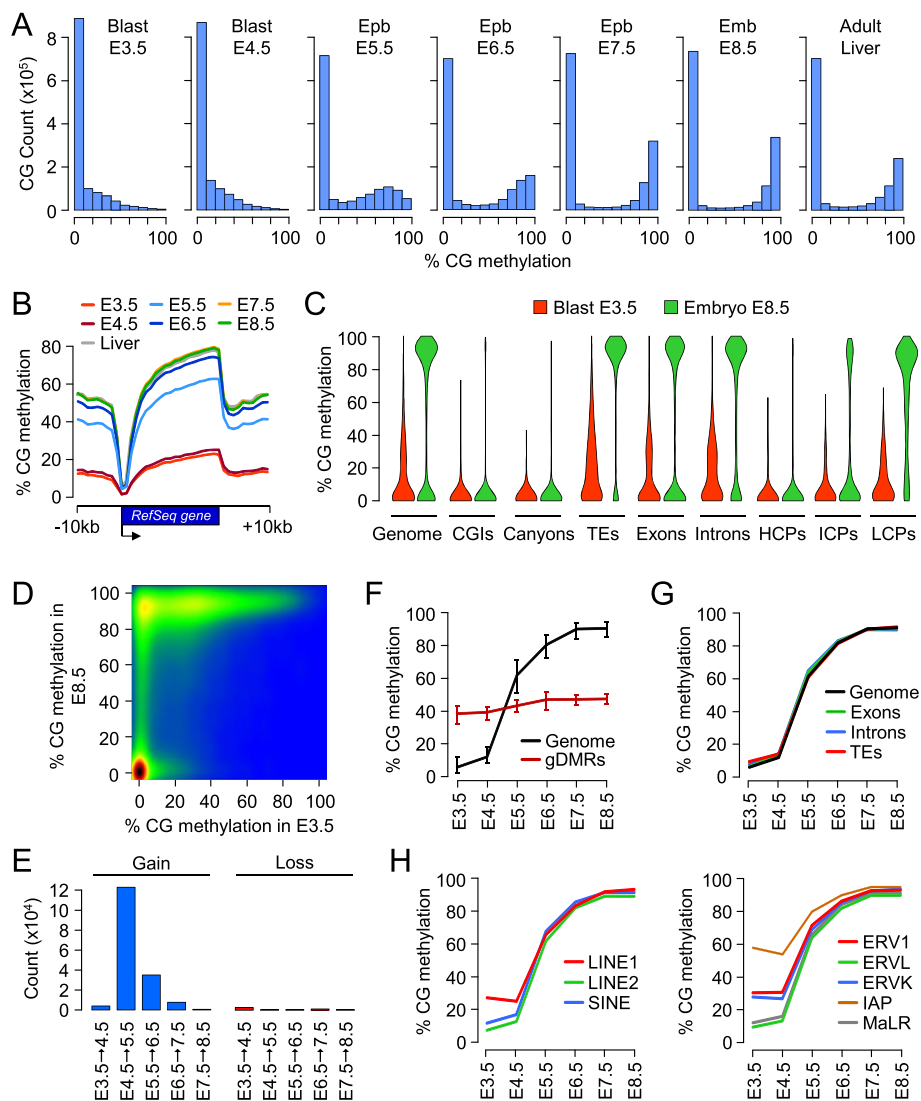 A
Blast
E3.5
Blast
E4.5
Epb
E5.5
Epb
E6.5
Epb
E7.5
Emb
E8.5
Adult
Liver
CG Count (x10⁵)
8
6
4
2
0
0 100
0 100
0 100
0 100
0 100
0 100
0 100
% CG methylation
B
E3.5 E5.5 E7.5
E4.5 E6.5 E8.5
Liver
% CG methylation
80
60
40
20
0
RefSeq gene
-10kb +10kb
C
Blast E3.5 Embryo E8.5
% CG methylation
100
80
60
40
20
0
Genome CGIs Canyons TEs Exons Introns HCPs ICPs LCPs
D
% CG methylation in
E8.5
100
80
60
40
20
0
0 20 40 60 80 100
% CG methylation in E3.5
F
% CG methylation
100
80
60
40
20
0
Genome
gDMRs
E3.5 E4.5 E5.5 E6.5 E7.5 E8.5
G
% CG methylation
100
80
60
40
20
0
Genome
Exons
Introns
TEs
E3.5 E4.5 E5.5 E6.5 E7.5 E8.5
E
Gain Loss
Count (x10⁴)
12
10
8
6
4
2
0
E3.5→4.5 E4.5→5.5 E5.5→6.5 E6.5→7.5 E7.5→8.5
E3.5→4.5 E4.5→5.5 E5.5→6.5 E6.5→7.5 E7.5→8.5
H
% CG methylation
100
80
60
40
20
0
LINE1
LINE2
SINE
E3.5 E4.5 E5.5 E6.5 E7.5 E8.5
% CG methylation
100
80
60
40
20
0
ERV1
ERVL
ERVK
IAP
MaLR
E3.5 E4.5 E5.5 E6.5 E7.5 E8.5